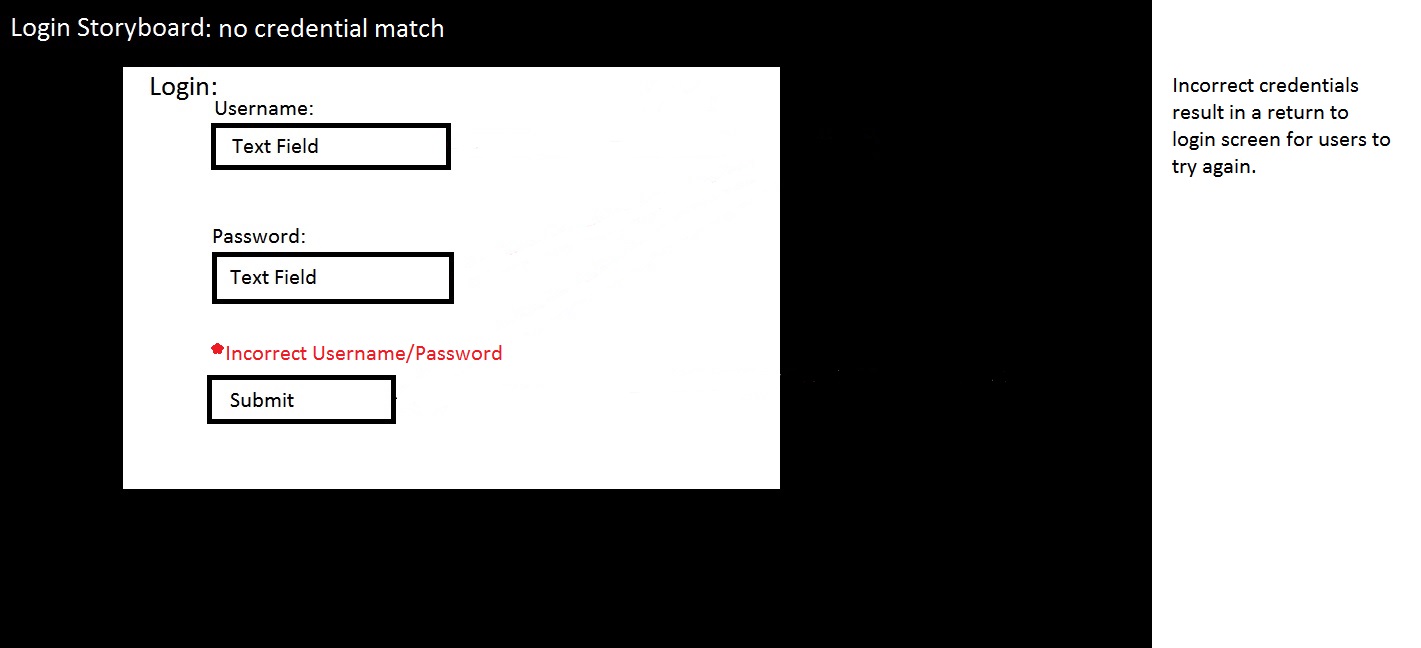 Login Storyboard: no credential match
Login:
Username:
Text Field
Password:
Text Field
*Incorrect Username/Password
Submit
Incorrect credentials
result in a return to
login screen for users to
try again.